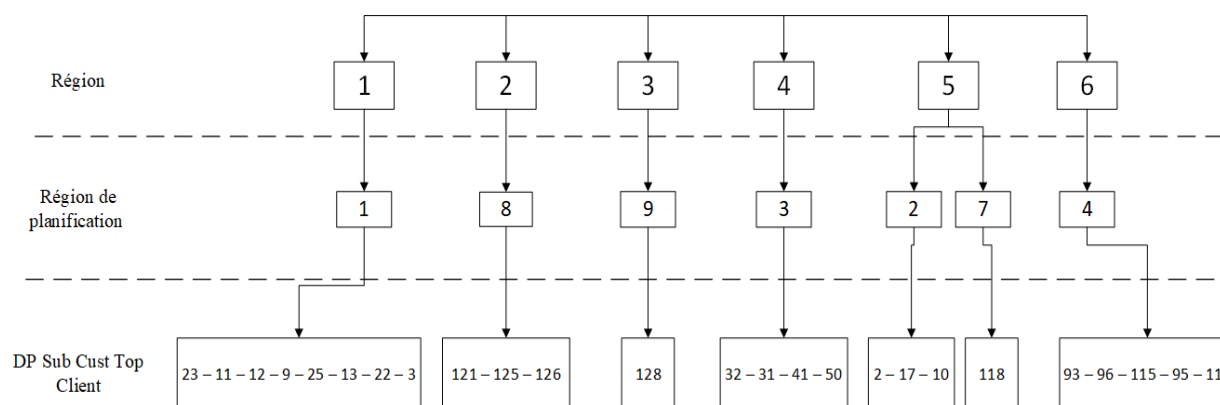 Région
1
2
3
4
5
6
Région de
planification
1
8
9
3
2
7
4
DP Sub Cust Top
Client
23 – 11 – 12 – 9 – 25 – 13 – 22 – 3
121 – 125 – 126
128
32 – 31 – 41 – 50
2 – 17 – 10
118
93 – 96 – 115 – 95 – 11